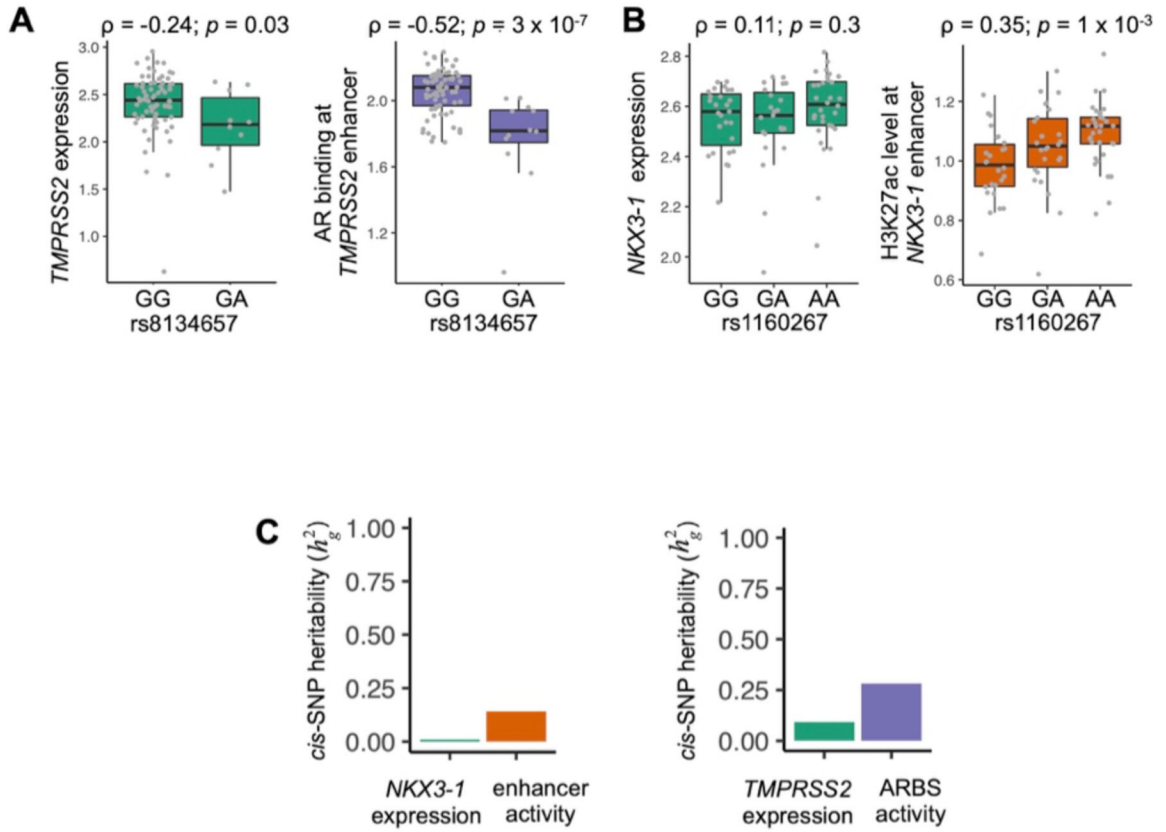 A
ρ = -0.24; p = 0.03
TMPRSS2 expression
3.0
2.5
2.0
1.5
1.0
GG GA
rs8134657
ρ = -0.52; p = 3 x 10-7
AR binding at
TMPRSS2 enhancer
2.0
1.6
1.2
GG GA
rs8134657
B
ρ = 0.11; p = 0.3
NKX3-1 expression
2.8
2.6
2.4
2.2
2.0
GG GA AA
rs1160267
ρ = 0.35; p = 1 x 10-3
H3K27ac level at
NKX3-1 enhancer
1.2
1.0
0.8
0.6
GG GA AA
rs1160267
C
cis-SNP heritability (h²g)
1.00
0.75
0.50
0.25
0.00
NKX3-1 enhancer
expression activity
cis-SNP heritability (h²g)
1.00
0.75
0.50
0.25
0.00
TMPRSS2 ARBS
expression activity